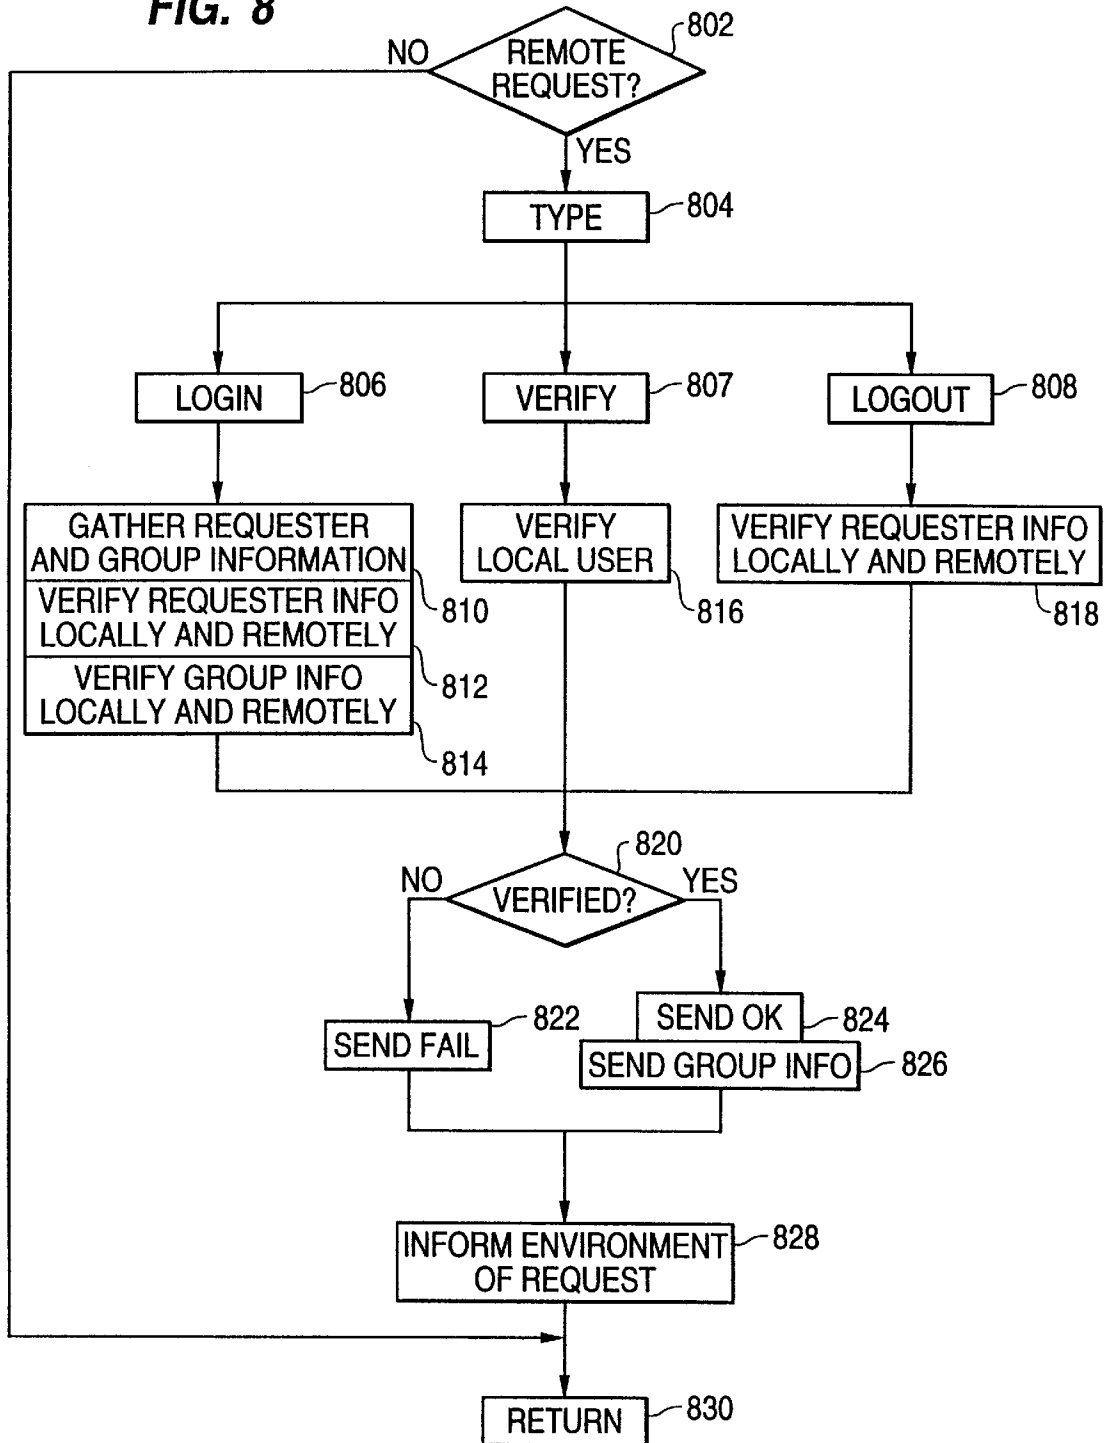 FIG. 8
802
NO
REMOTE
REQUEST?
YES
TYPE
804
LOGIN
806
VERIFY
807
LOGOUT
808
GATHER REQUESTER
AND GROUP INFORMATION
810
VERIFY REQUESTER INFO
LOCALLY AND REMOTELY
812
VERIFY GROUP INFO
LOCALLY AND REMOTELY
814
VERIFY
LOCAL USER
816
VERIFY REQUESTER INFO
LOCALLY AND REMOTELY
818
820
NO
VERIFIED?
YES
SEND FAIL
822
SEND OK
824
SEND GROUP INFO
826
INFORM ENVIRONMENT
OF REQUEST
828
RETURN
830